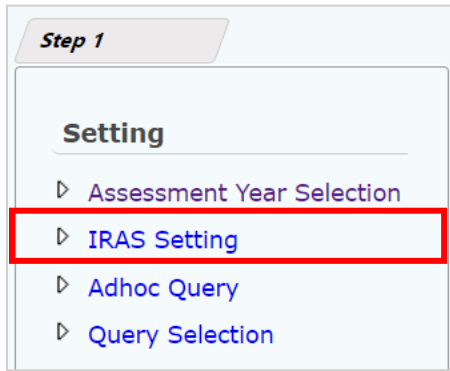 Step 1
Setting
Assessment Year Selection
IRAS Setting
Adhoc Query
Query Selection